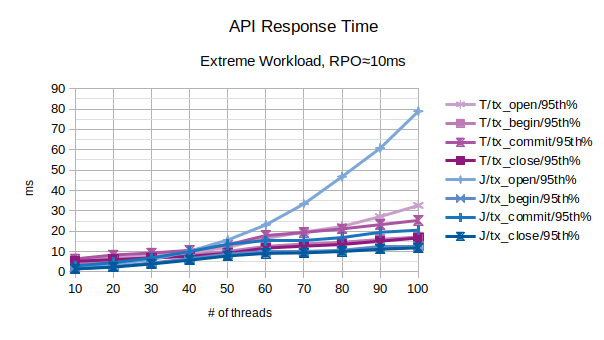 API Response Time
Extreme Workload, RPO≈10ms
90
80
70
60
50
40
30
20
10
0
ms
10 20 30 40 50 60 70 80 90 100
# of threads
T/tx_open/95th%
T/tx_begin/95th%
T/tx_commit/95th%
T/tx_close/95th%
J/tx_open/95th%
J/tx_begin/95th%
J/tx_commit/95th%
J/tx_close/95th%